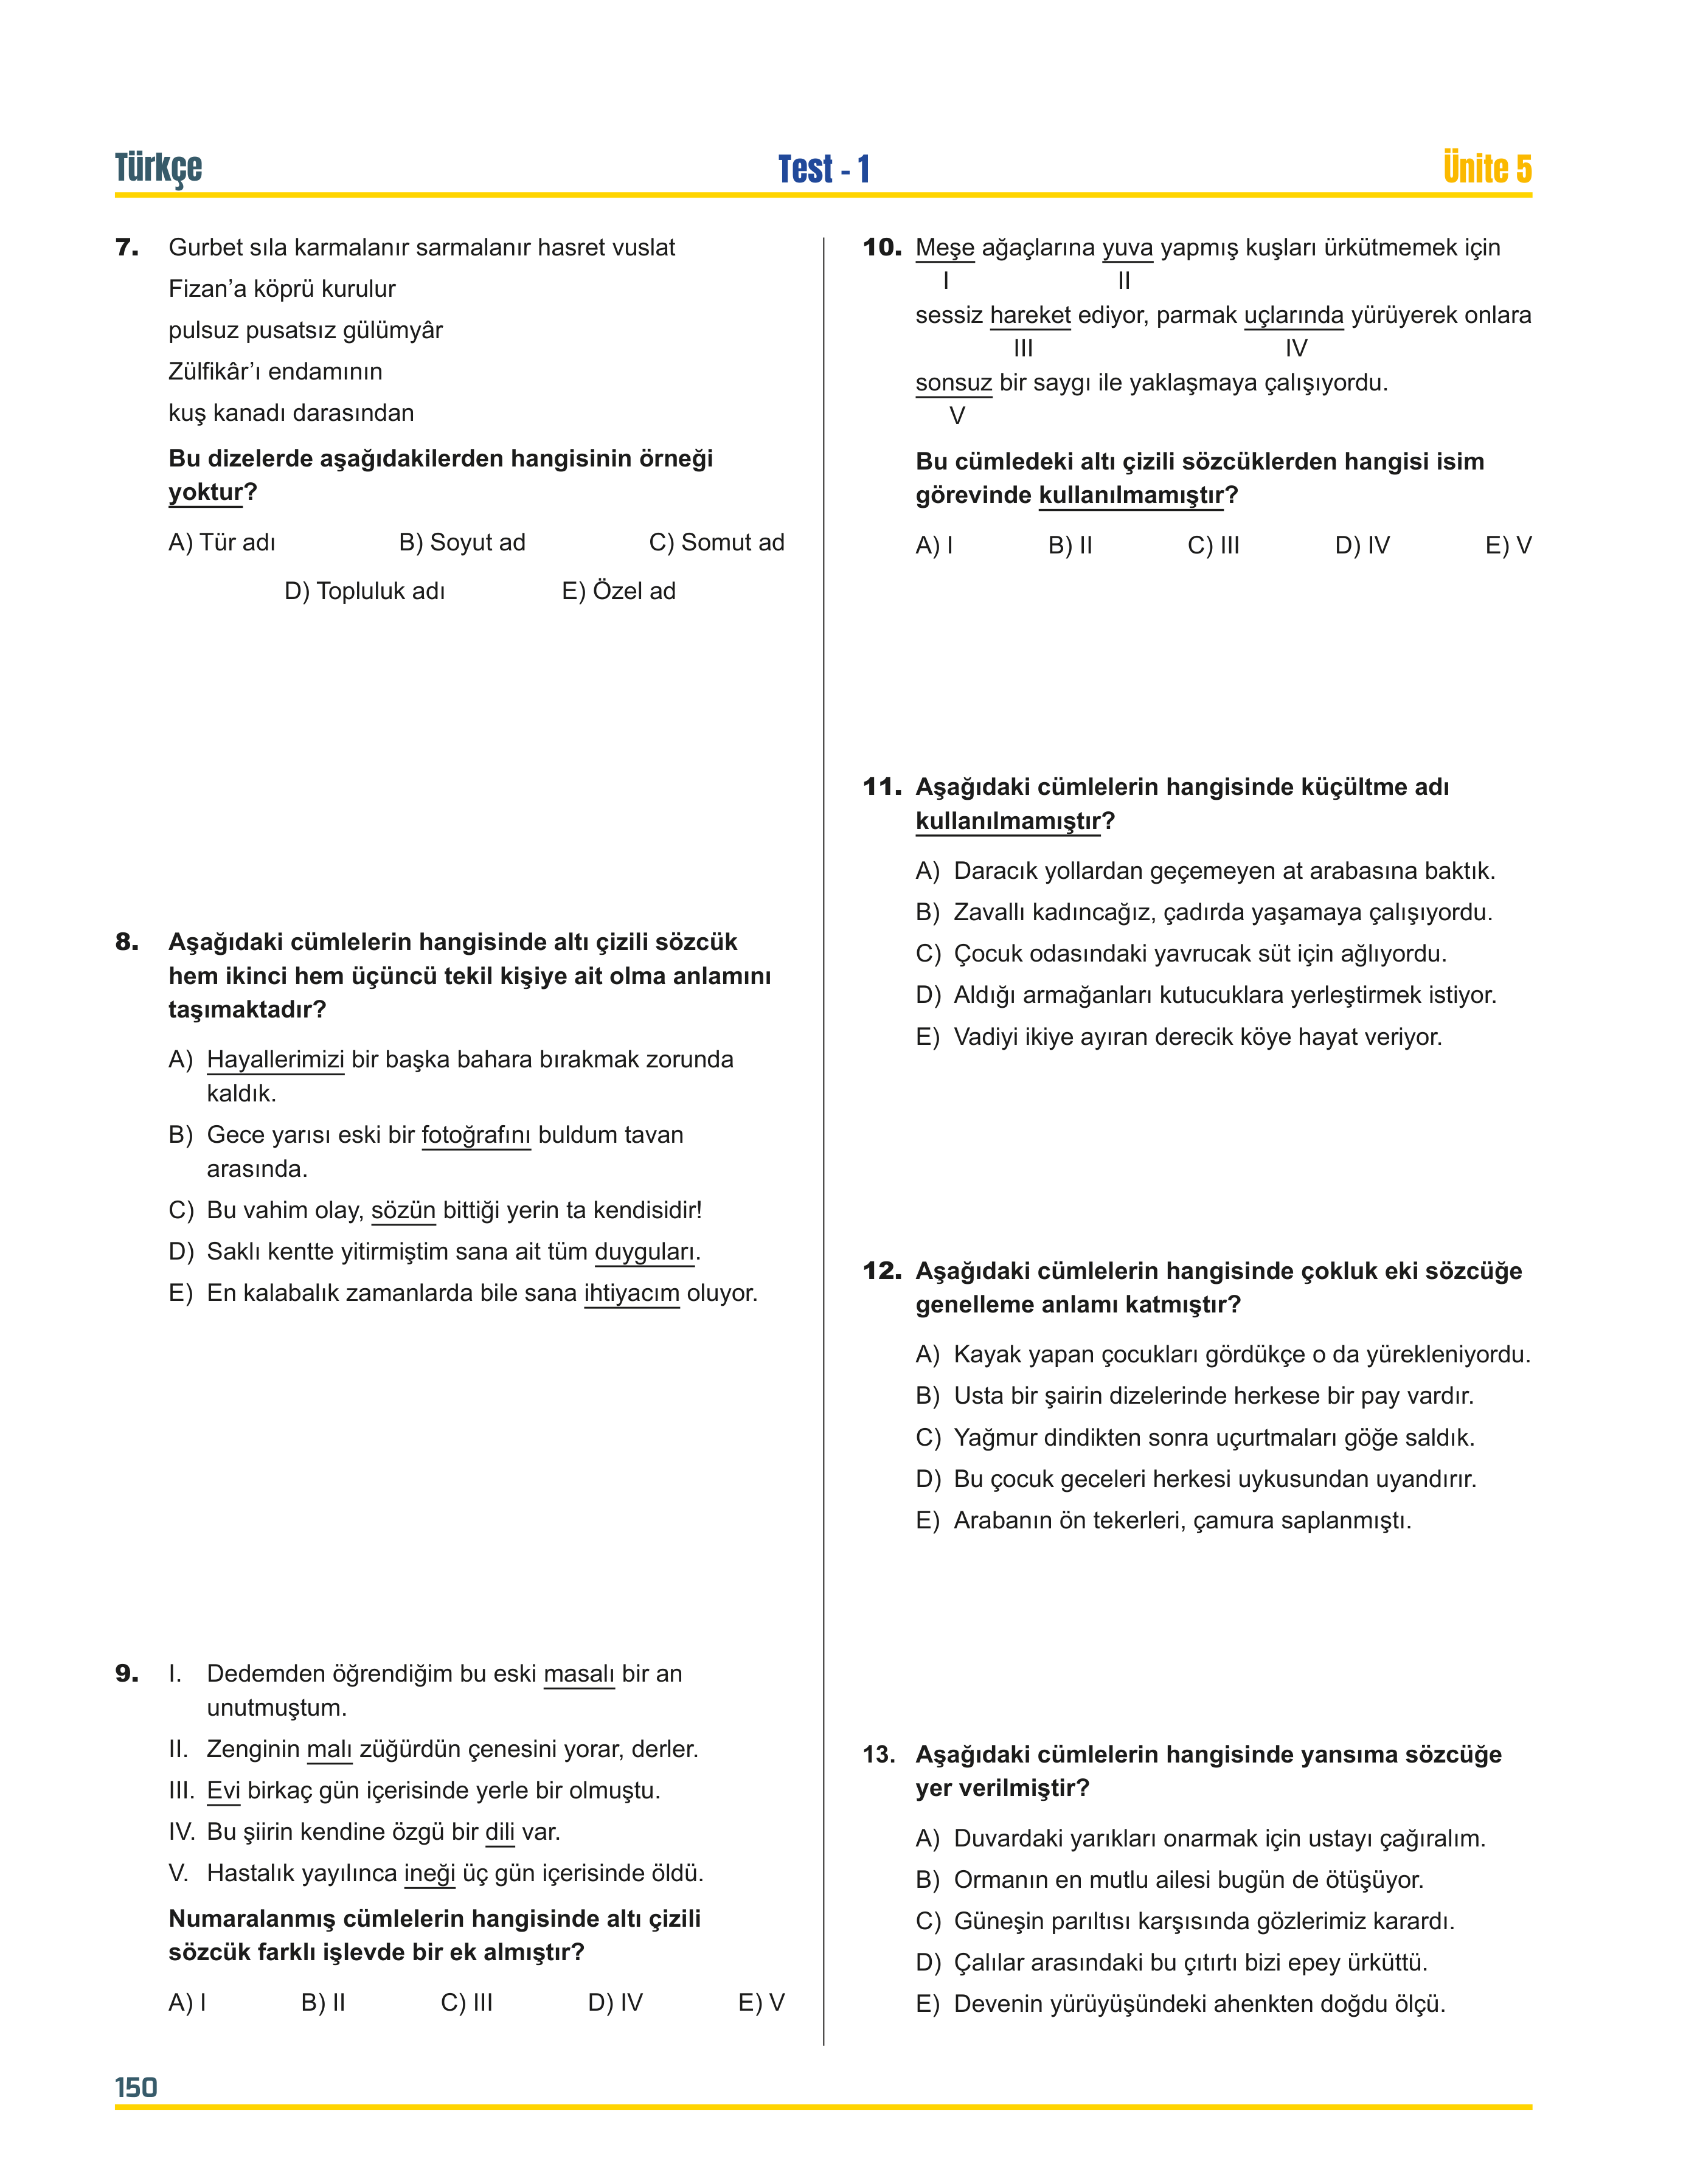 Türkçe Test - 1 Ünite 5
7. Gurbet sıla karmalanır sarmalanır hasret vuslat
Fizan’a köprü kurulur
pulsuz pusatsız gülümyâr
Zülfikâr’ı endamının
kuş kanadı darasından
Bu dizelerde aşağıdakilerden hangisinin örneği
yoktur?
A) Tür adı B) Soyut ad C) Somut ad
D) Topluluk adı E) Özel ad
8. Aşağıdaki cümlelerin hangisinde altı çizili sözcük
hem ikinci hem üçüncü tekil kişiye ait olma anlamını
taşımaktadır?
A) Hayallerimizi bir başka bahara bırakmak zorunda
kaldık.
B) Gece yarısı eski bir fotoğrafını buldum tavan
arasında.
C) Bu vahim olay, sözün bittiği yerin ta kendisidir!
D) Saklı kentte yitirmiştim sana ait tüm duyguları.
E) En kalabalık zamanlarda bile sana ihtiyacım oluyor.
9. I. Dedemden öğrendiğim bu eski masalı bir an
unutmuştum.
II. Zenginin malı züğürdün çenesini yorar, derler.
III. Evi birkaç gün içerisinde yerle bir olmuştu.
IV. Bu şiirin kendine özgü bir dili var.
V. Hastalık yayılınca ineği üç gün içerisinde öldü.
Numaralanmış cümlelerin hangisinde altı çizili
sözcük farklı işlevde bir ek almıştır?
A) I B) II C) III D) IV E) V
10. Meşe ağaçlarına yuva yapmış kuşları ürkütmemek için
I II
sessiz hareket ediyor, parmak uçlarında yürüyerek onlara
III IV
sonsuz bir saygı ile yaklaşmaya çalışıyordu.
V
Bu cümledeki altı çizili sözcüklerden hangisi isim
görevinde kullanılmamıştır?
A) I B) II C) III D) IV E) V
11. Aşağıdaki cümlelerin hangisinde küçültme adı
kullanılmamıştır?
A) Daracık yollardan geçemeyen at arabasına baktık.
B) Zavallı kadıncağız, çadırda yaşamaya çalışıyordu.
C) Çocuk odasındaki yavrucak süt için ağlıyordu.
D) Aldığı armağanları kutucuklara yerleştirmek istiyor.
E) Vadiyi ikiye ayıran derecik köye hayat veriyor.
12. Aşağıdaki cümlelerin hangisinde çokluk eki sözcüğe
genelleme anlamı katmıştır?
A) Kayak yapan çocukları gördükçe o da yürekleniyordu.
B) Usta bir şairin dizelerinde herkese bir pay vardır.
C) Yağmur dindikten sonra uçurtmaları göğe saldık.
D) Bu çocuk geceleri herkesi uykusundan uyandırır.
E) Arabanın ön tekerleri, çamura saplanmıştı.
13. Aşağıdaki cümlelerin hangisinde yansıma sözcüğe
yer verilmiştir?
A) Duvardaki yarıkları onarmak için ustayı çağıralım.
B) Ormanın en mutlu ailesi bugün de ötüşüyor.
C) Güneşin parıltısı karşısında gözlerimiz karardı.
D) Çalılar arasındaki bu çıtırtı bizi epey ürküttü.
E) Devenin yürüyüşündeki ahenkten doğdu ölçü.
150